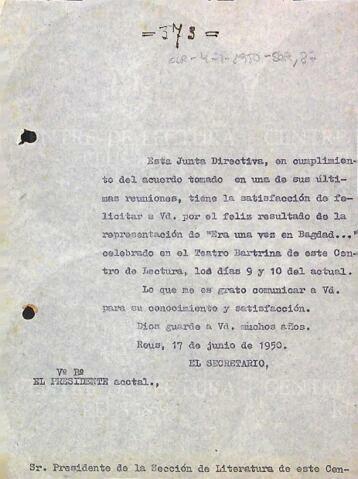 = 573 =
Esta Junta Directiva, en cumplimien-
to del acuerdo tomado en una de sus últi-
mas reuniones, tiene la satisfacción de fe-
licitar a Vd. por el feliz resultado de la
representación de "Era una vez en Bagdad..."
celebrado en el Teatro Bartrina de este Cen-
tro de Lectura, los días 9 y 10 del actual.
Lo que me es grato comunicar a Vd.
para su conocimiento y satisfacción.
Dios guarde a Vd. muchos años.
Reus, 17 de junio de 1950.
EL SECRETARIO,
Vº Bº
EL PRESIDENTE acctal.,
Sr. Presidente de la Sección de Literatura de este Cen-